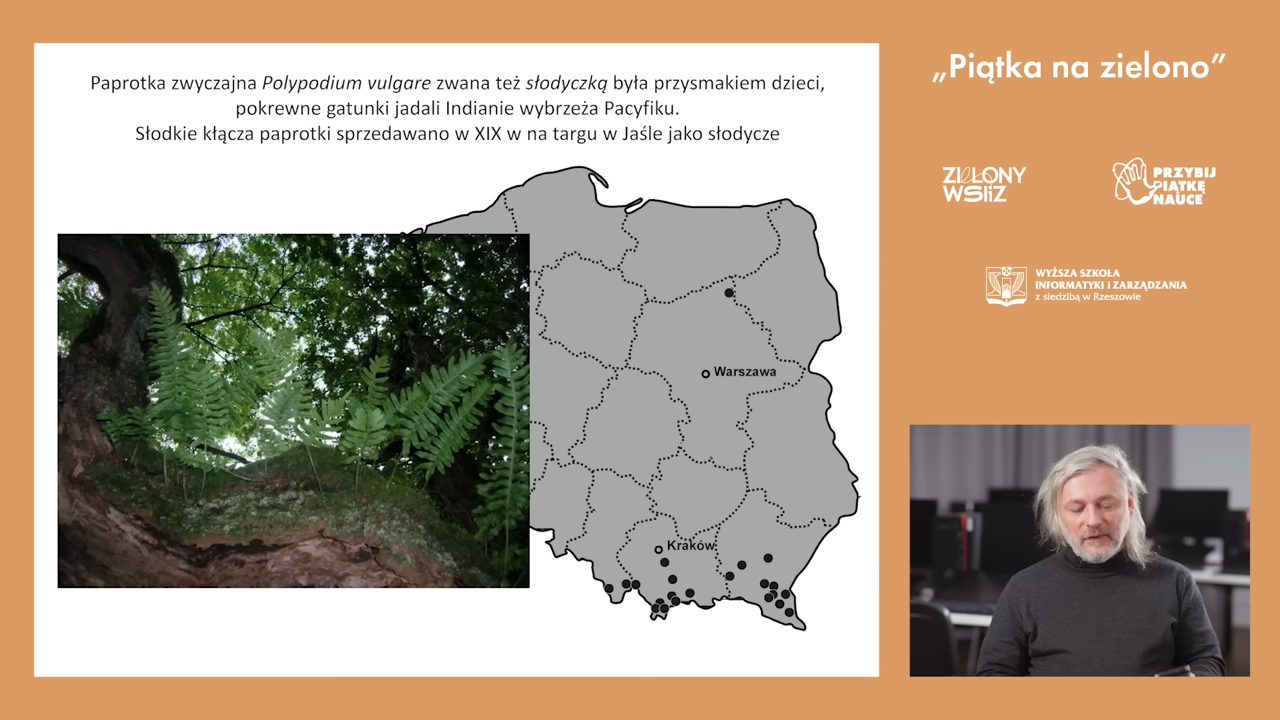 Paprotka zwyczajna Polypodium vulgare zwana też słodyczką była przysmakiem dzieci,
pokrewne gatunki jadali Indianie wybrzeża Pacyfiku.
Słodkie kłącza paprotki sprzedawano w XIX w na targu w Jaśle jako słodycze
Warszawa
Kraków
„Piątka na zielono”
ZIELONY
WSIiZ
PRZYBIJ
PIĄTKĘ
NAUCE
WYŻSZA SZKOŁA
INFORMATYKI i ZARZĄDZANIA
z siedzibą w Rzeszowie